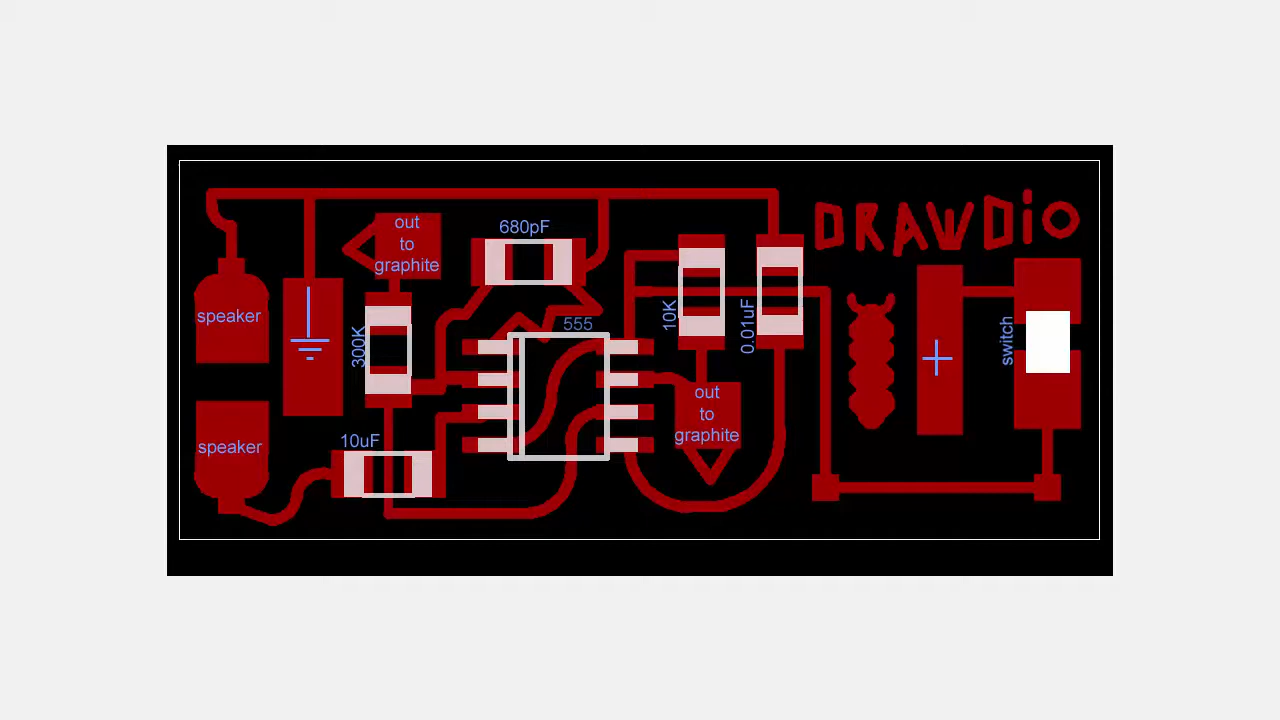 DRAWDiO
out
to
graphite
680pF
speaker
300K
555
10K
0.01uF
switch
out
to
graphite
10uF
speaker